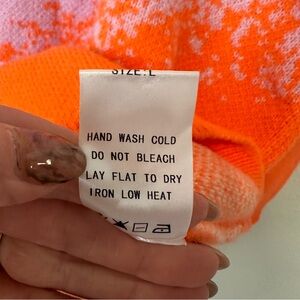 SIZE:L
HAND WASH COLD
DO NOT BLEACH
LAY FLAT TO DRY
IRON LOW HEAT